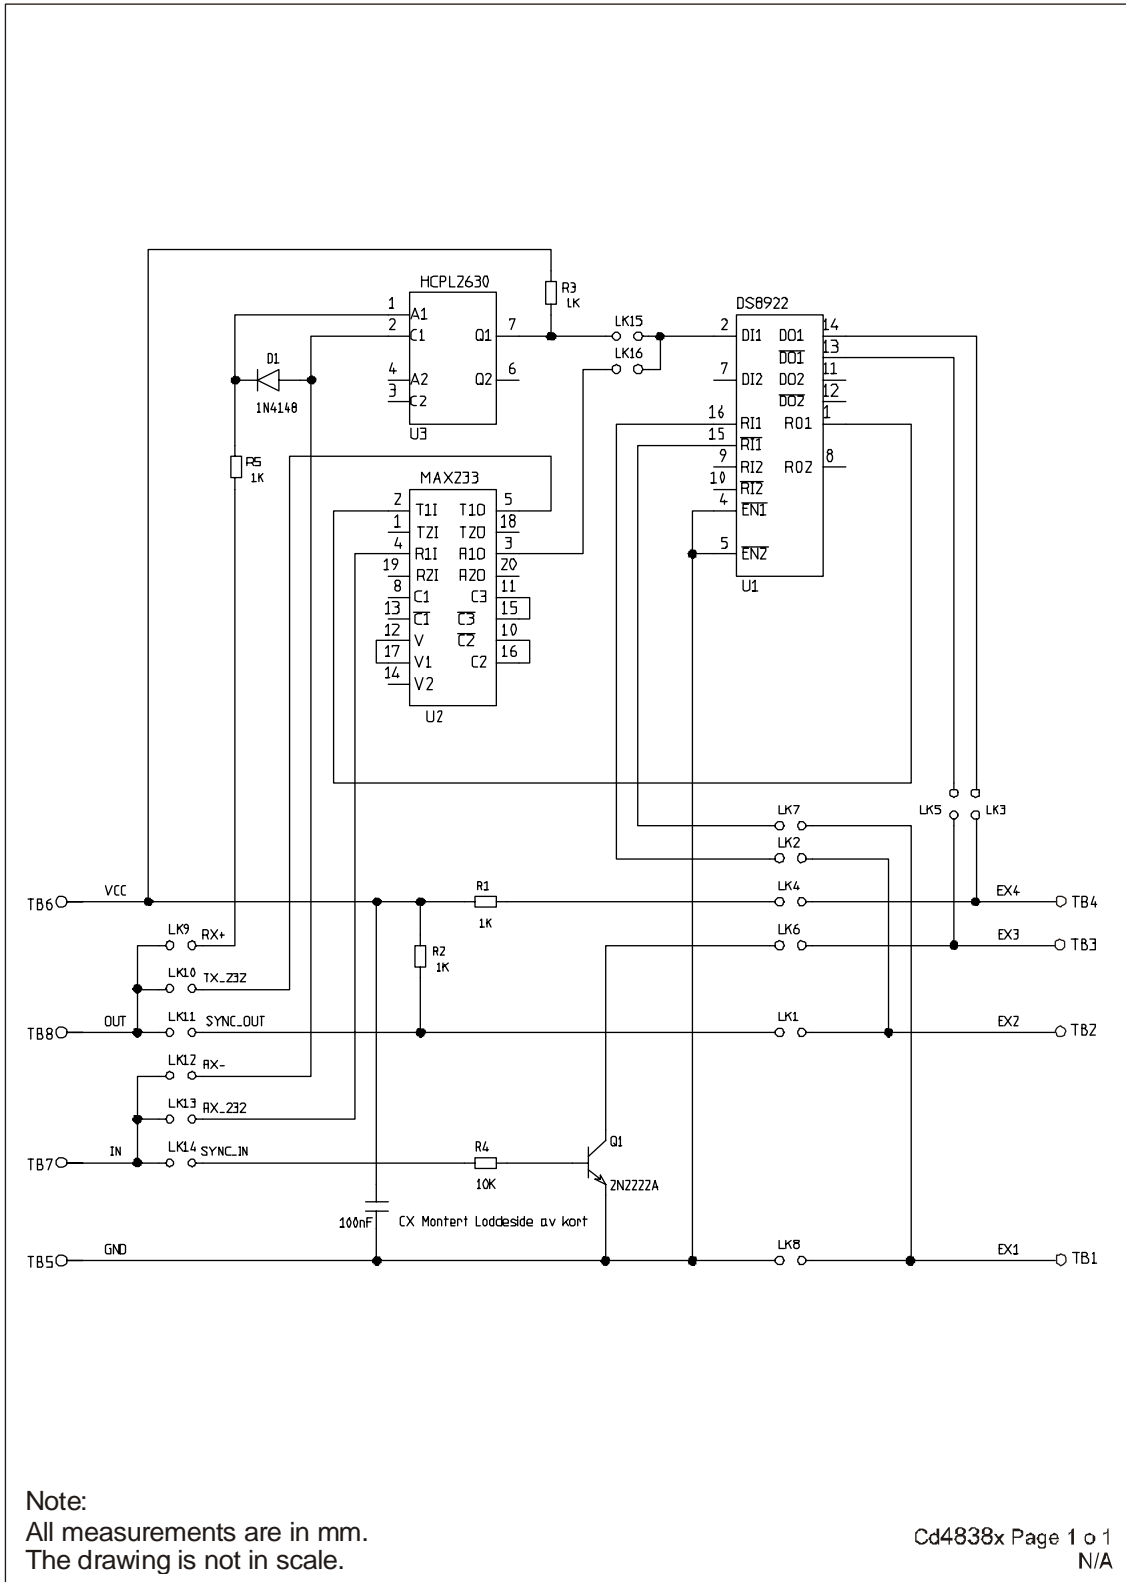 HCPL2630
R3
1K
DS8922
1 A1
2 C1
Q1 7
4 A2
3 C2
Q2 6
U3
LK15
LK16
2 DI1 DO1 14
DO1 13
7 DI2 DO2 11
DO2 12
16 RI1 RO1 1
15 RI1
9 RI2 RO2 8
10 RI2
4 EN1
5 EN2
U1
D1
1N4148
R5
1K
MAX233
2 T1I T1O 5
1 T2I T2O 18
4 R1I R1O 3
19 R2I R2O 20
8 C1 C3 11
13 C1 C3 15
12 V C2 10
17 V1 C2 16
14 V2
U2
LK5 LK3
LK7
LK2
TB6 VCC R1 LK4 EX4 TB4
1K
LK9 RX+
R2
1K
LK6 EX3 TB3
LK10 TX_232
TB8 OUT LK11 SYNC_OUT LK1 EX2 TB2
LK12 RX-
LK13 RX_232
TB7 IN LK14 SYNC_IN R4 Q1
10K 2N2222A
100nF CX Montert Loddeside av kort
TB5 GND LK8 EX1 TB1
Note:
All measurements are in mm.
The drawing is not in scale.
Cd4838x Page 1 o 1
N/A